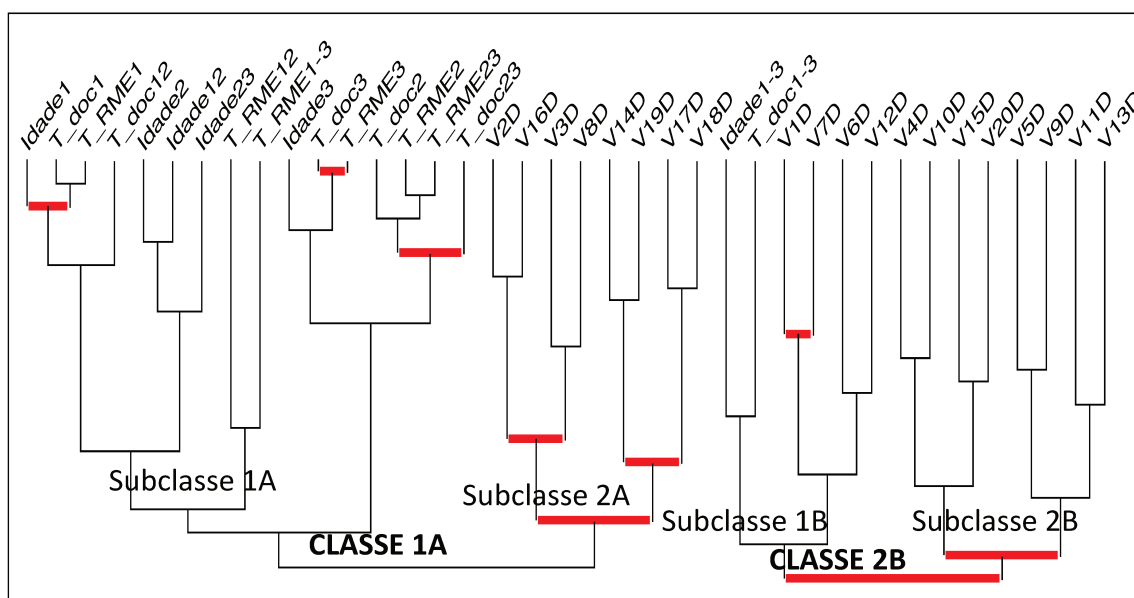 Idade1
T_doc1
T_RME1
T_doc12
Idade2
Idade12
Idade23
T_RME12
T_RME1-3
Idade3
T_doc3
T_RME3
T_doc2
T_RME2
T_RME23
T_doc23
V2D
V16D
V3D
V8D
V14D
V19D
V17D
V18D
Idade1-3
T_doc1-3
V1D
V7D
V6D
V12D
V4D
V10D
V15D
V20D
V5D
V9D
V11D
V13D
Subclasse 1A
Subclasse 2A
Subclasse 1B
Subclasse 2B
CLASSE 1A
CLASSE 2B